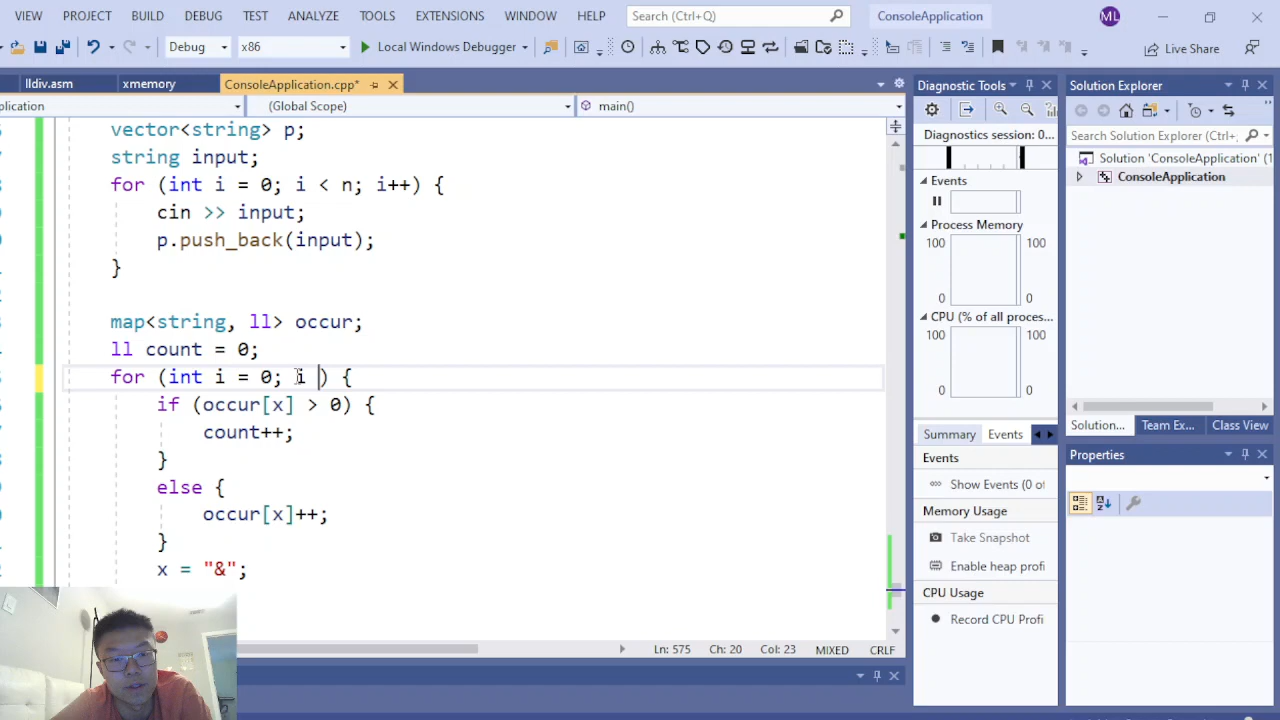 VIEW PROJECT BUILD DEBUG TEST ANALYZE TOOLS EXTENSIONS WINDOW HELP Search (Ctrl+Q) ConsoleApplication ML
Debug x86 Local Windows Debugger Live Share
lldiv.asm xmemory ConsoleApplication.cpp* Diagnostic Tools Solution Explorer
plication (Global Scope) main()
Search Solution Explorer (Ctrl+;
Diagnostics session: 0...
Solution 'ConsoleApplication' (1
ConsoleApplication
Events
Process Memory
100 100
0 0
CPU (% of all proces...
100 100
0 0
Summary Events
Events
Show Events (0 of
Memory Usage
Take Snapshot
Enable heap profi
CPU Usage
Record CPU Profi
Solution... Team Ex... Class View
Properties
vector<string> p;
string input;
for (int i = 0; i < n; i++) {
cin >> input;
p.push_back(input);
}
map<string, ll> occur;
ll count = 0;
for (int i = 0; i ) {
if (occur[x] > 0) {
count++;
}
else {
occur[x]++;
}
x = "&";
Ln: 575 Ch: 20 Col: 23 MIXED CRLF